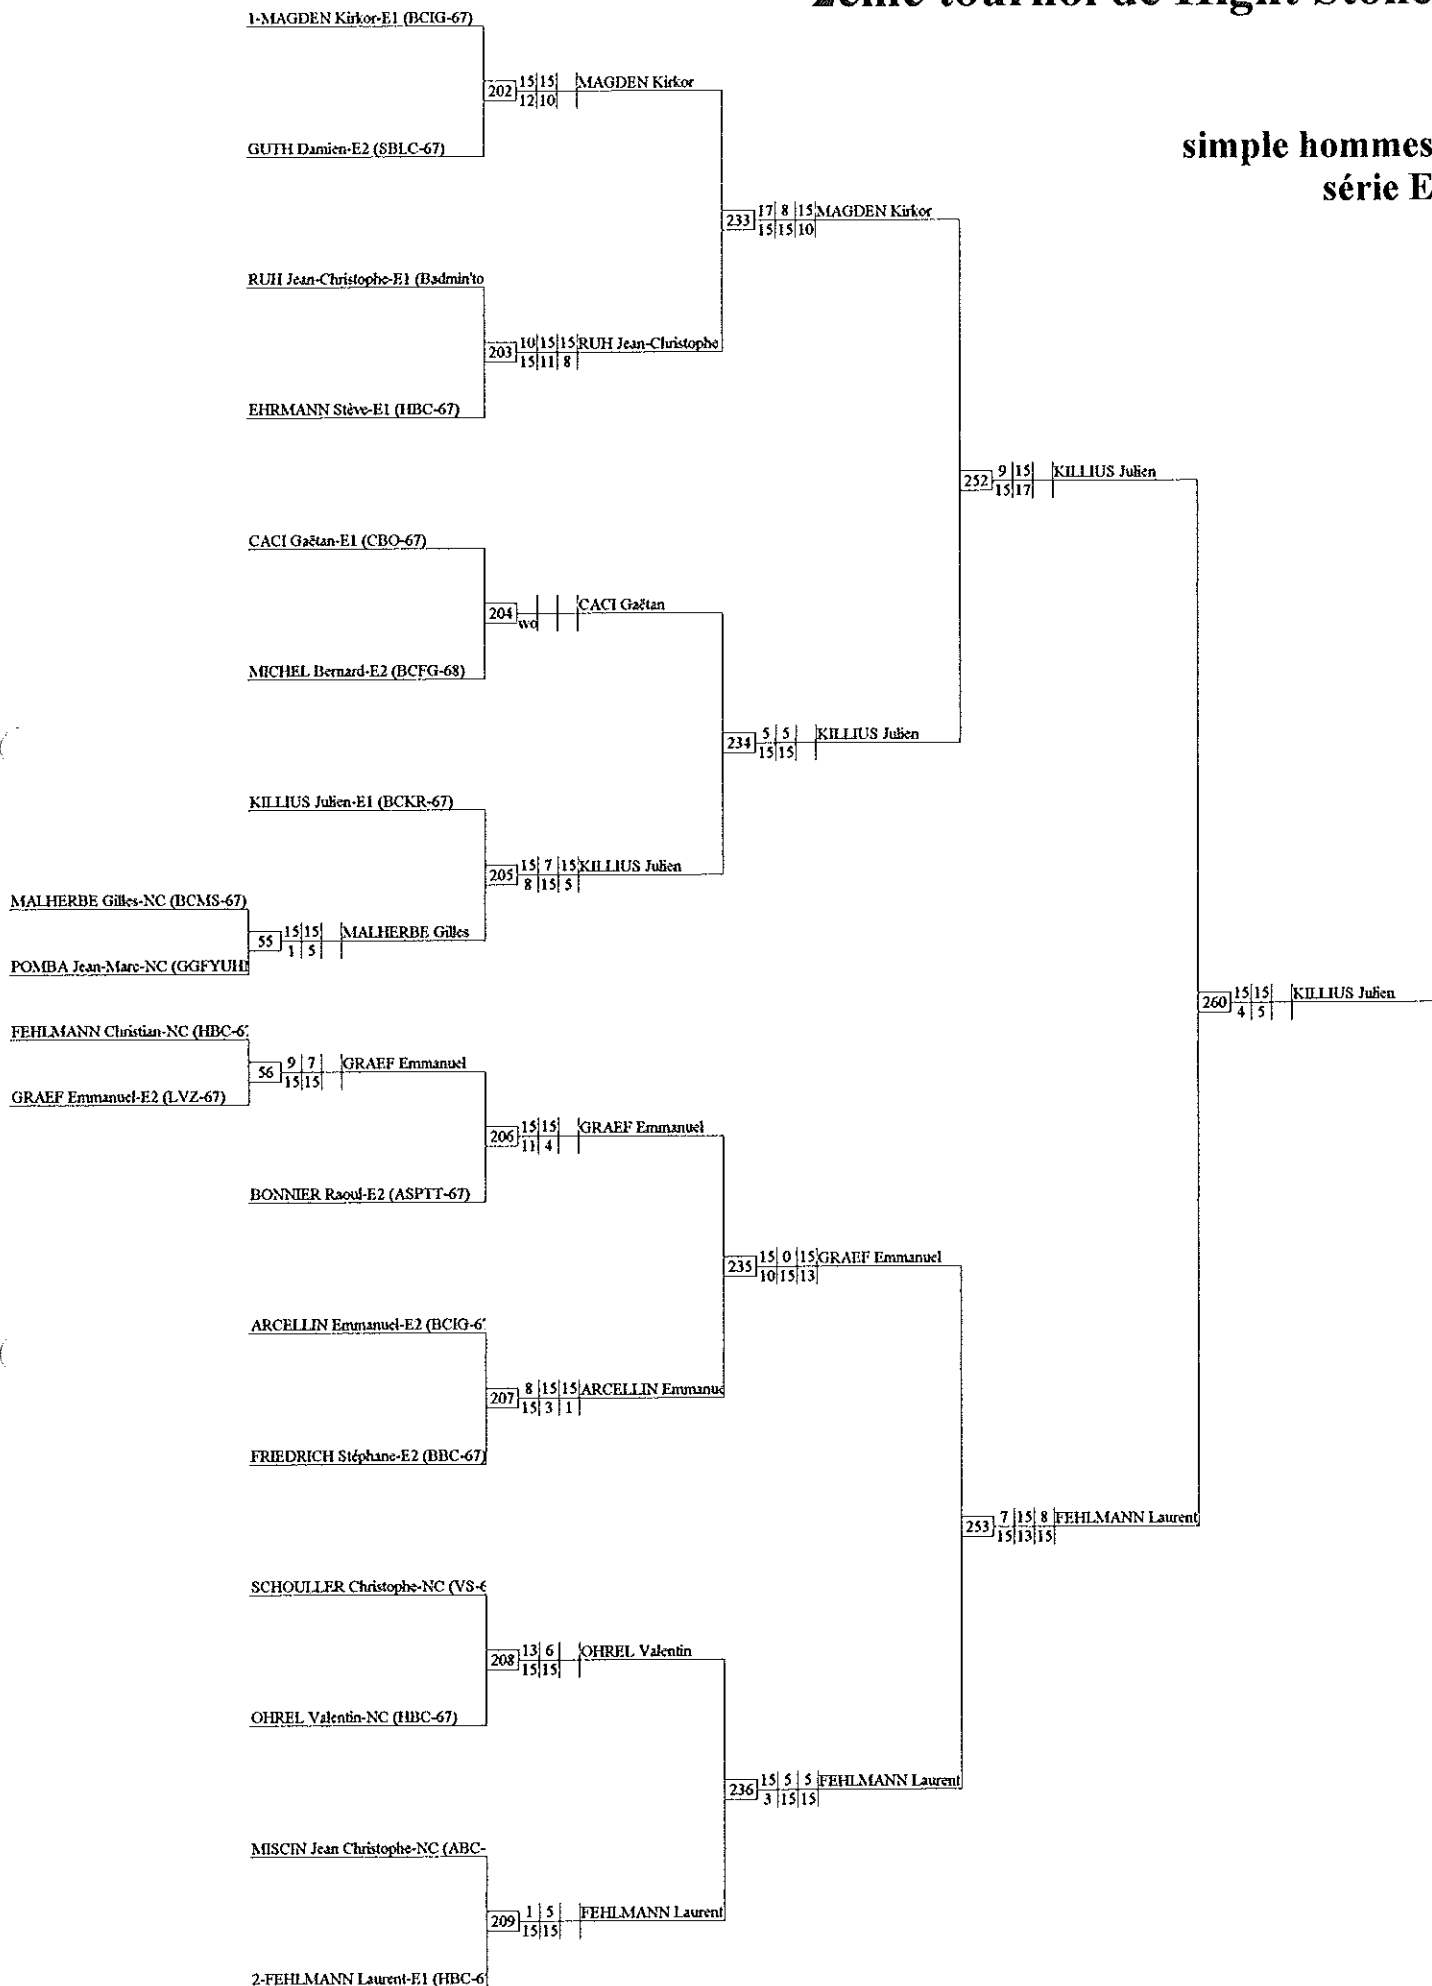 simple hommes
série E
1-MAGDEN Kirkor-E1 (BCIG-67)
202 15 15 MAGDEN Kirkor
12 10
GUTH Damien-E2 (SBLC-67)
233 17 8 15 MAGDEN Kirkor
15 15 10
RUH Jean-Christophe-E1 (Badmin'to
203 10 15 15 RUH Jean-Christophe
15 11 8
EHRMANN Stève-E1 (HBC-67)
252 9 15 KILLIUS Julien
15 17
CACI Gaëtan-E1 (CBO-67)
204 CACI Gaëtan
wo
MICHEL Bernard-E2 (BCFG-68)
234 5 5 KILLIUS Julien
15 15
KILLIUS Julien-E1 (BCKR-67)
205 15 7 15 KILLIUS Julien
8 15 5
MALHERBE Gilles-NC (BCMS-67)
55 15 15 MALHERBE Gilles
1 5
POMBA Jean-Marc-NC (GGFYUH
260 15 15 KILLIUS Julien
4 5
FEHLMANN Christian-NC (HBC-6
56 9 7 GRAEF Emmanuel
15 15
GRAEF Emmanuel-E2 (LVZ-67)
206 15 15 GRAEF Emmanuel
11 4
BONNIER Raoul-E2 (ASPTT-67)
235 15 0 15 GRAEF Emmanuel
10 15 13
ARCELLIN Emmanuel-E2 (BCIG-6
207 8 15 15 ARCELLIN Emmanue
15 3 1
FRIEDRICH Stéphane-E2 (BBC-67)
253 7 15 8 FEHLMANN Laurent
15 13 15
SCHOULLER Christophe-NC (VS-6
208 13 6 OHREL Valentin
15 15
OHREL Valentin-NC (HBC-67)
236 15 5 5 FEHLMANN Laurent
3 15 15
MISCIN Jean Christophe-NC (ABC-
209 1 5 FEHLMANN Laurent
15 15
2-FEHLMANN Laurent-E1 (HBC-6